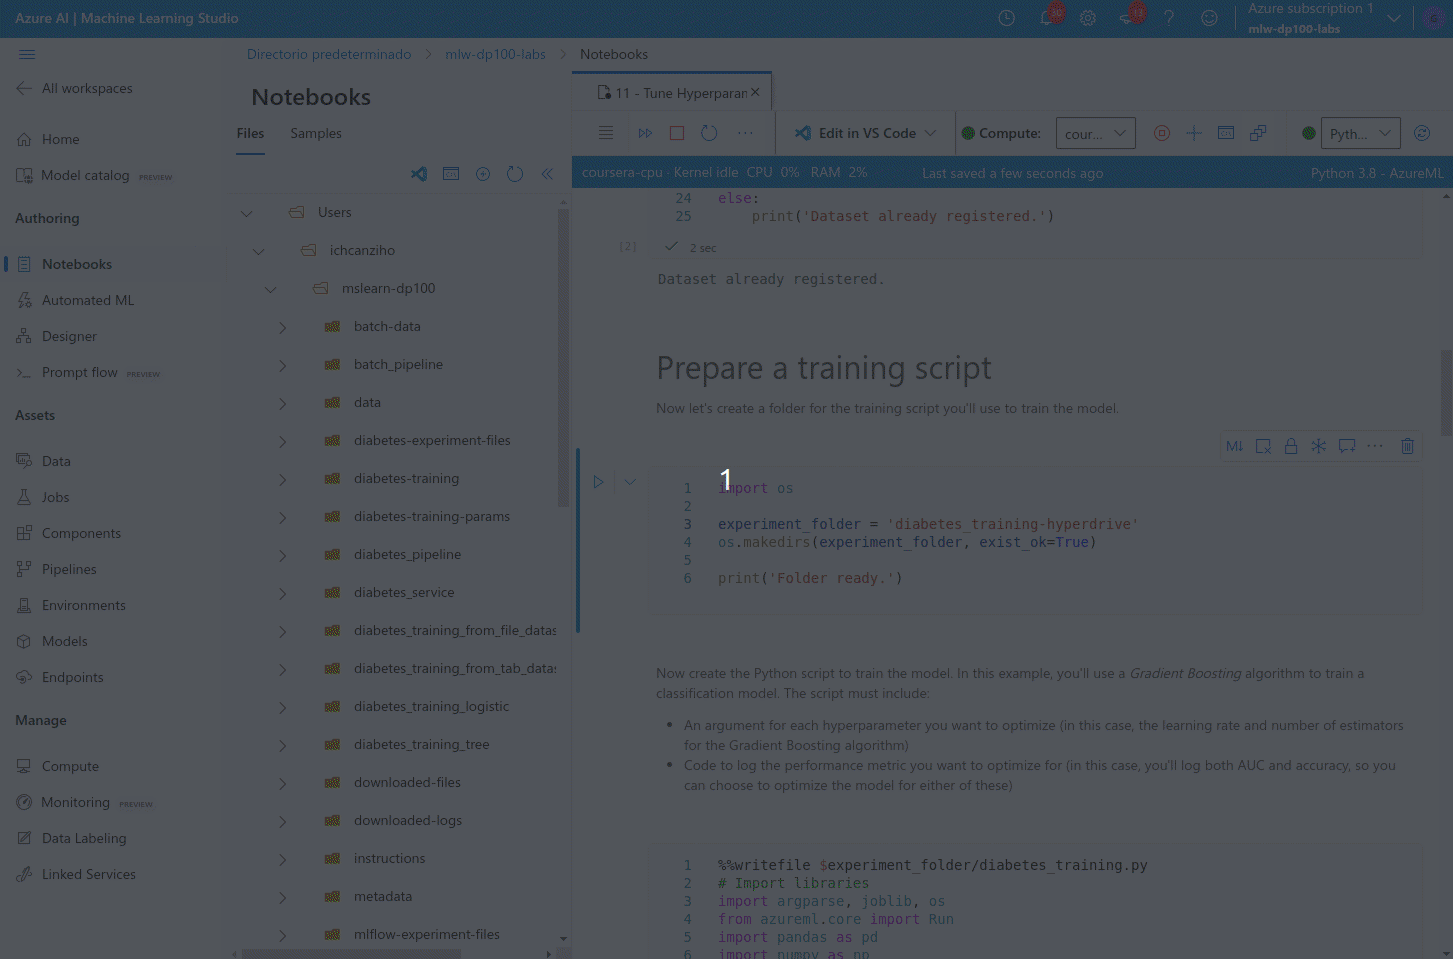 Azure AI | Machine Learning Studio
Azure subscription 1
mlw-dp100-labs
Directorio predeterminado > mlw-dp100-labs > Notebooks
All workspaces
Home
Model catalog PREVIEW
Authoring
Notebooks
Automated ML
Designer
Prompt flow PREVIEW
Assets
Data
Jobs
Components
Pipelines
Environments
Models
Endpoints
Manage
Compute
Monitoring PREVIEW
Data Labeling
Linked Services
Notebooks
Files Samples
Users
ichcanziho
mslearn-dp100
batch-data
batch_pipeline
data
diabetes-experiment-files
diabetes-training
diabetes-training-params
diabetes_pipeline
diabetes_service
diabetes_training_from_file_datas
diabetes_training_from_tab_datas
diabetes_training_logistic
diabetes_training_tree
downloaded-files
downloaded-logs
instructions
metadata
mlflow-experiment-files
11 - Tune Hyperparan
Edit in VS Code Compute: cour... Pyth...
coursera-cpu · Kernel idle CPU 0% RAM 2% Last saved a few seconds ago Python 3.8 - AzureML
24 else:
25 print('Dataset already registered.')
[2] 2 sec
Dataset already registered.
Prepare a training script
Now let's create a folder for the training script you'll use to train the model.
M↓
1
1 import os
2
3 experiment_folder = 'diabetes_training-hyperdrive'
4 os.makedirs(experiment_folder, exist_ok=True)
5
6 print('Folder ready.')
Now create the Python script to train the model. In this example, you'll use a Gradient Boosting algorithm to train a
classification model. The script must include:
• An argument for each hyperparameter you want to optimize (in this case, the learning rate and number of estimators
for the Gradient Boosting algorithm)
• Code to log the performance metric you want to optimize for (in this case, you'll log both AUC and accuracy, so you
can choose to optimize the model for either of these)
1 %%writefile $experiment_folder/diabetes_training.py
2 # Import libraries
3 import argparse, joblib, os
4 from azureml.core import Run
5 import pandas as pd
6 import numpy as np